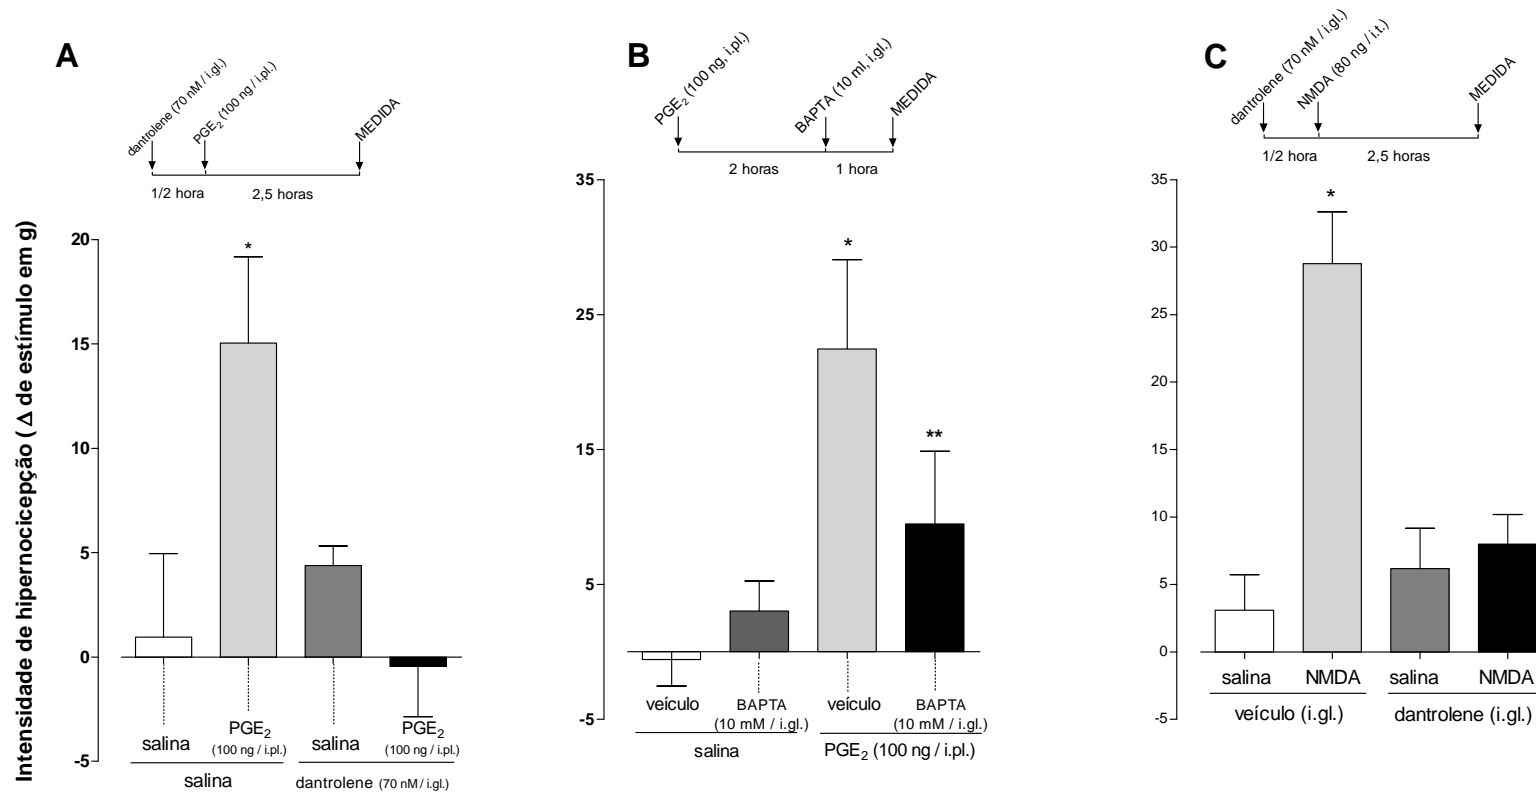 Intensidade de hipernocicepção ( Δ de estímulo em g)
A
dantrolene (70 nM / i.gl.)
PGE2 (100 ng / i.pl.)
MEDIDA
1/2 hora
2,5 horas
20
15
10
5
0
-5
salina
PGE2
(100 ng / i.pl.)
salina
PGE2
(100 ng / i.pl.)
salina
dantrolene (70 nM / i.gl.)
*
B
PGE2 (100 ng, i.pl.)
BAPTA (10 ml, i.gl.)
MEDIDA
2 horas
1 hora
35
25
15
5
-5
*
**
veículo
BAPTA
(10 mM / i.gl.)
veículo
BAPTA
(10 mM / i.gl.)
salina
PGE2 (100 ng / i.pl.)
C
dantrolene (70 nM / i.gl.)
NMDA (80 ng / i.t.)
MEDIDA
1/2 hora
2,5 horas
35
30
25
20
15
10
5
0
-5
*
salina
NMDA
salina
NMDA
veículo (i.gl.)
dantrolene (i.gl.)